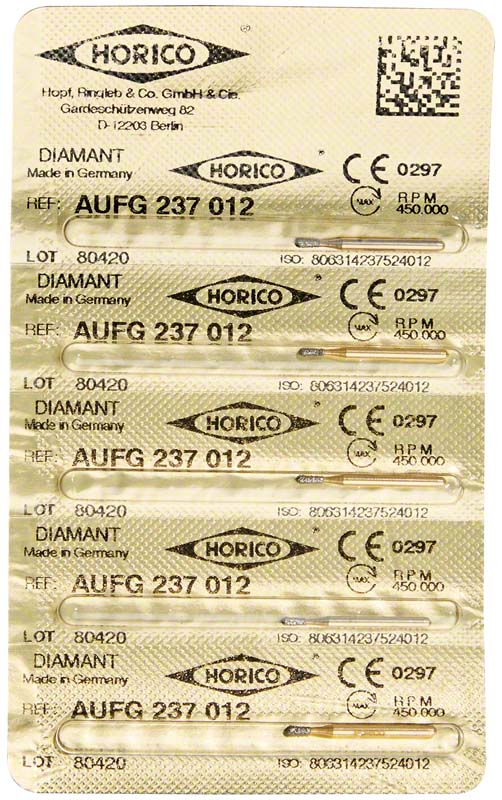 HORICO ®
Hopf, Ringleb & Co. GmbH & Cie.
Gardeschützenweg 82
D-12203 Berlin
DIAMANT HORICO ® CE 0297
Made in Germany
REF: AUFG 237 012 MAX RPM 450.000
LOT 80420 ISO: 806314237524012
DIAMANT HORICO ® CE 0297
Made in Germany
REF: AUFG 237 012 MAX RPM 450.000
LOT 80420 ISO: 806314237524012
DIAMANT HORICO ® CE 0297
Made in Germany
REF: AUFG 237 012 MAX RPM 450.000
LOT 80420 ISO: 806314237524012
DIAMANT HORICO ® CE 0297
Made in Germany
REF: AUFG 237 012 MAX RPM 450.000
LOT 80420 ISO: 806314237524012
DIAMANT HORICO ® CE 0297
Made in Germany
REF: AUFG 237 012 MAX RPM 450.000
LOT 80420 ISO: 806314237524012